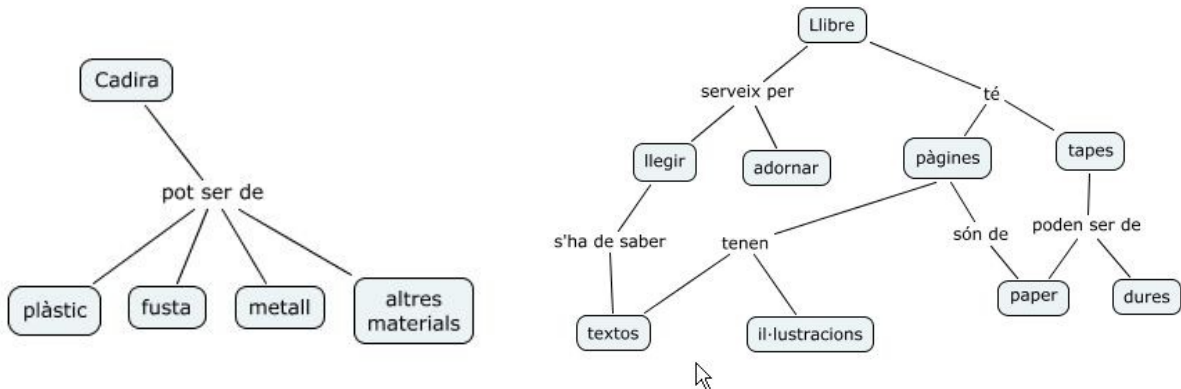 Cadira
pot ser de
plàstic
fusta
metall
altres
materials
Llibre
serveix per
té
llegir
adornar
pàgines
tapes
s'ha de saber
tenen
són de
poden ser de
textos
il·lustracions
paper
dures